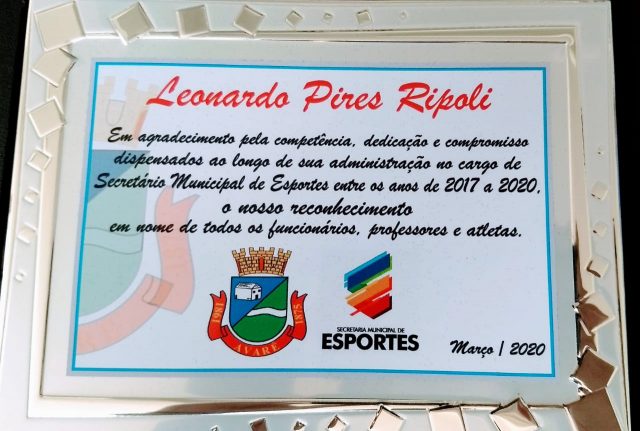 Leonardo Pires Ripoli
Em agradecimento pela competência, dedicação e compromisso
dispensados ao longo de sua administração no cargo de
Secretário Municipal de Esportes entre os anos de 2017 a 2020,
o nosso reconhecimento
em nome de todos os funcionários, professores e atletas.
1861
AVARÉ
1875
SECRETARIA MUNICIPAL DE
ESPORTES
Março | 2020